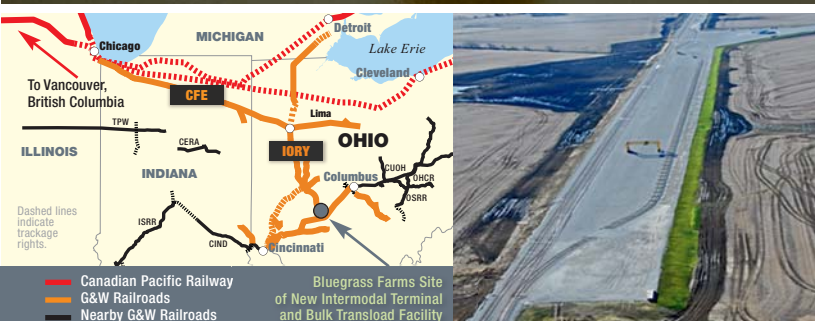 MICHIGAN
Detroit
Lake Erie
Chicago
Cleveland
To Vancouver,
British Columbia
CFE
Lima
TPW
OHIO
CERA
IORY
ILLINOIS
INDIANA
Columbus
CUOH
OHCR
OSRR
Dashed lines
indicate
trackage
rights.
ISRR
CIND
Cincinnati
Canadian Pacific Railway
G&W Railroads
Nearby G&W Railroads
Bluegrass Farms Site
of New Intermodal Terminal
and Bulk Transload Facility